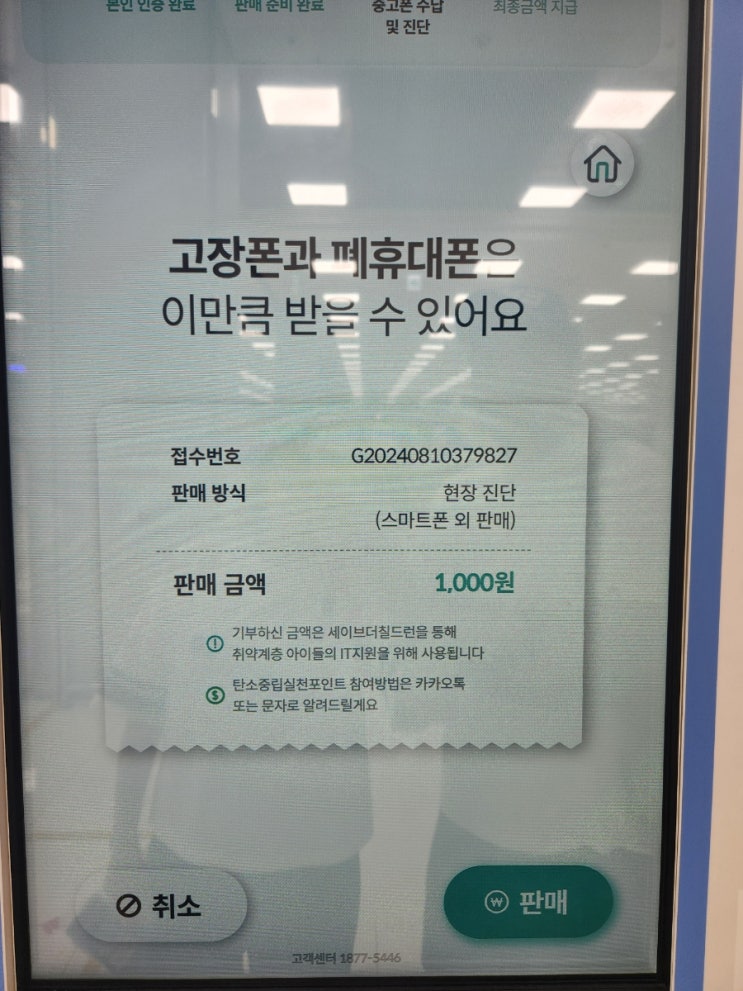 본인 인증 완료
판매 준비 완료
중고폰 수납
및 진단
최종금액 지급
고장폰과 폐휴대폰은
이만큼 받을 수 있어요
접수번호 G20240810379827
판매 방식 현장 진단
(스마트폰 외 판매)
판매 금액 1,000원
기부하신 금액은 세이브더칠드런을 통해
취약계층 아이들의 IT지원을 위해 사용됩니다
탄소중립실천포인트 참여방법은 카카오톡
또는 문자로 알려드릴게요
취소
판매
고객센터 1877-5446